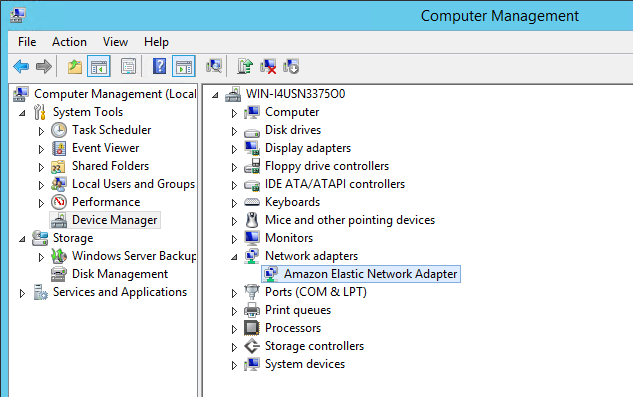 Computer Management
File Action View Help
Computer Management (Local
System Tools
Task Scheduler
Event Viewer
Shared Folders
Local Users and Groups
Performance
Device Manager
Storage
Windows Server Backup
Disk Management
Services and Applications
WIN-I4USN3375O0
Computer
Disk drives
Display adapters
Floppy drive controllers
IDE ATA/ATAPI controllers
Keyboards
Mice and other pointing devices
Monitors
Network adapters
Amazon Elastic Network Adapter
Ports (COM & LPT)
Print queues
Processors
Storage controllers
System devices